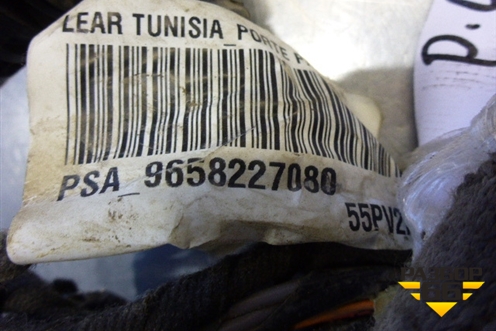 LEAR TUNISIA_PORTE P
PSA_9658227080
55PV2